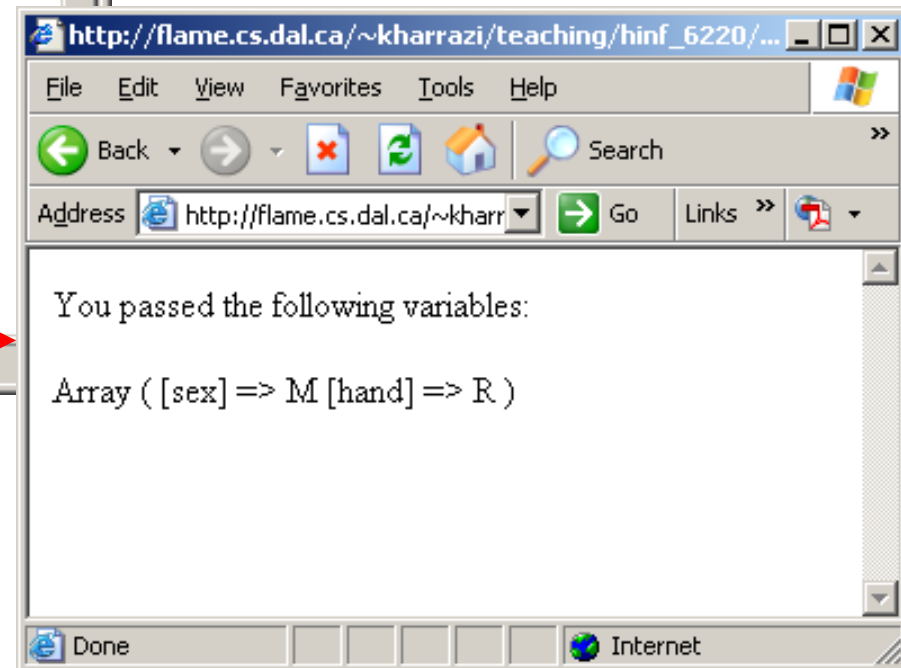 http://flame.cs.dal.ca/~kharrazi/teaching/hinf_6220/...
File Edit View Favorites Tools Help
Back Search »
Address http://flame.cs.dal.ca/~kharr Go Links »
You passed the following variables:
Array ( [sex] => M [hand] => R )
Done Internet